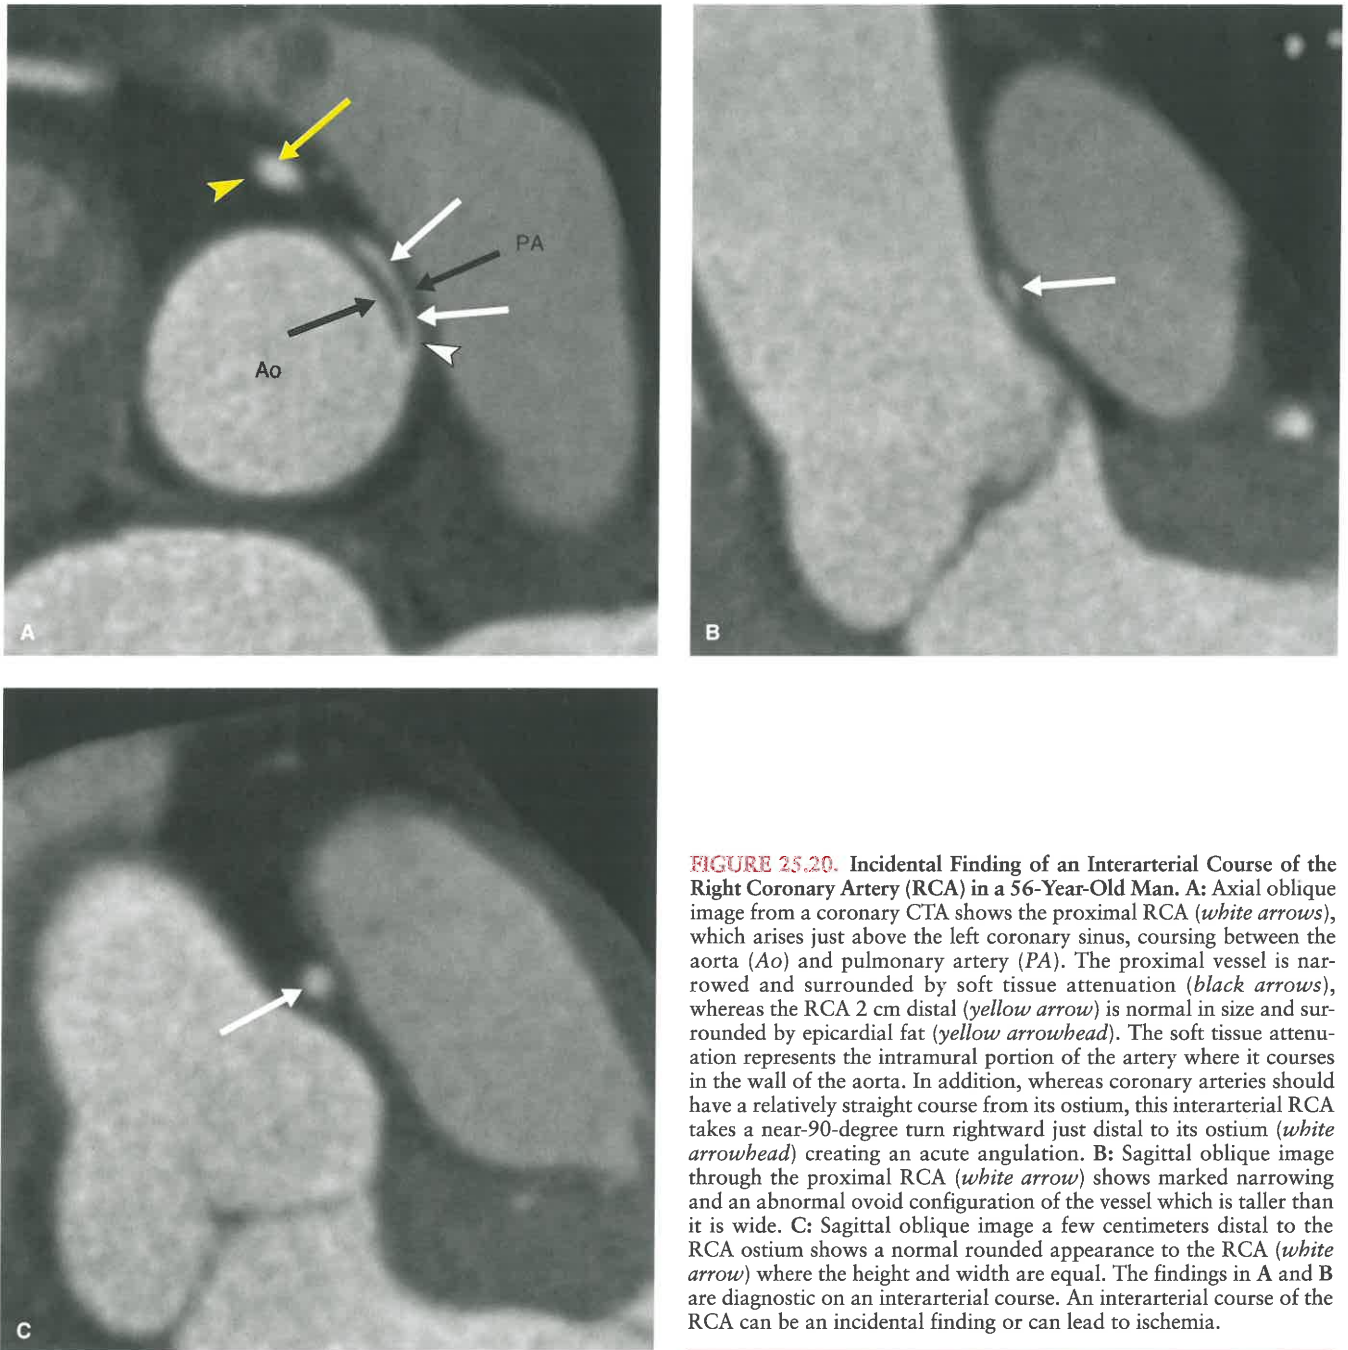 PA
Ao
A
B
C
FIGURE 25.20. Incidental Finding of an Interarterial Course of the
Right Coronary Artery (RCA) in a 56-Year-Old Man. A: Axial oblique
image from a coronary CTA shows the proximal RCA (white arrows),
which arises just above the left coronary sinus, coursing between the
aorta (Ao) and pulmonary artery (PA). The proximal vessel is nar-
rowed and surrounded by soft tissue attenuation (black arrows),
whereas the RCA 2 cm distal (yellow arrow) is normal in size and sur-
rounded by epicardial fat (yellow arrowhead). The soft tissue attenu-
ation represents the intramural portion of the artery where it courses
in the wall of the aorta. In addition, whereas coronary arteries should
have a relatively straight course from its ostium, this interarterial RCA
takes a near-90-degree turn rightward just distal to its ostium (white
arrowhead) creating an acute angulation. B: Sagittal oblique image
through the proximal RCA (white arrow) shows marked narrowing
and an abnormal ovoid configuration of the vessel which is taller than
it is wide. C: Sagittal oblique image a few centimeters distal to the
RCA ostium shows a normal rounded appearance to the RCA (white
arrow) where the height and width are equal. The findings in A and B
are diagnostic on an interarterial course. An interarterial course of the
RCA can be an incidental finding or can lead to ischemia.